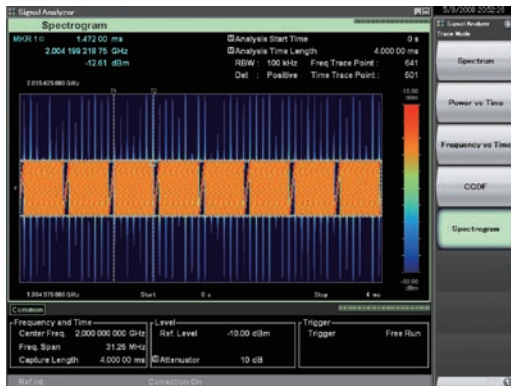 Signal Analyzer
5/8/2008 20:52:26
Spectrogram
MKR 1
1.472 00 ms
2.004 199 218 75 GHz
-12.61 dBm
Analysis Start Time 0 s
Analysis Time Length 4.000 00 ms
RBW : 100 kHz Freq Trace Point : 641
Det : Positive Time Trace Point : 501
2.015 625 000 GHz
-10.00
dBm
1.984 375 000 GHz Start 0 s Stop 4 ms
Common
Frequency and Time
Center Freq. 2.000 000 000 GHz
Freq. Span 31.25 MHz
Capture Length 4.000 00 ms
Level
Ref. Level -10.00 dBm
Attenuator 10 dB
Trigger
Trigger Free Run
Ref.Int Correction On
Signal Analyzer
Trace Mode
Spectrum
Power vs Time
Frequency vs Time
CCDF
Spectrogram